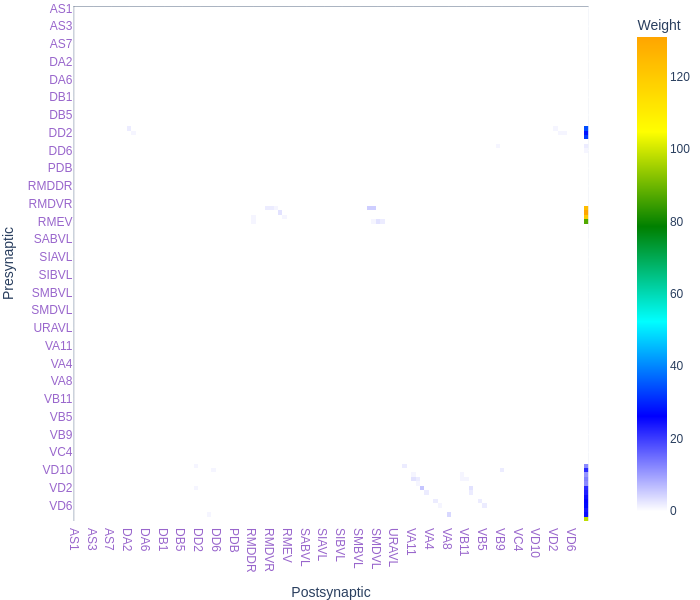 Weight
AS1
AS3
AS7
DA2
DA6
DB1
DB5
DD2
DD6
PDB
RMDDR
RMDVR
RMEV
SABVL
SIAVL
SIBVL
SMBVL
SMDVL
URAVL
VA11
VA4
VA8
VB11
VB5
VB9
VC4
VD10
VD2
VD6
Presynaptic
AS1
AS3
AS7
DA2
DA6
DB1
DB5
DD2
DD6
PDB
RMDDR
RMDVR
RMEV
SABVL
SIAVL
SIBVL
SMBVL
SMDVL
URAVL
VA11
VA4
VA8
VB11
VB5
VB9
VC4
VD10
VD2
VD6
Postsynaptic
120
100
80
60
40
20
0